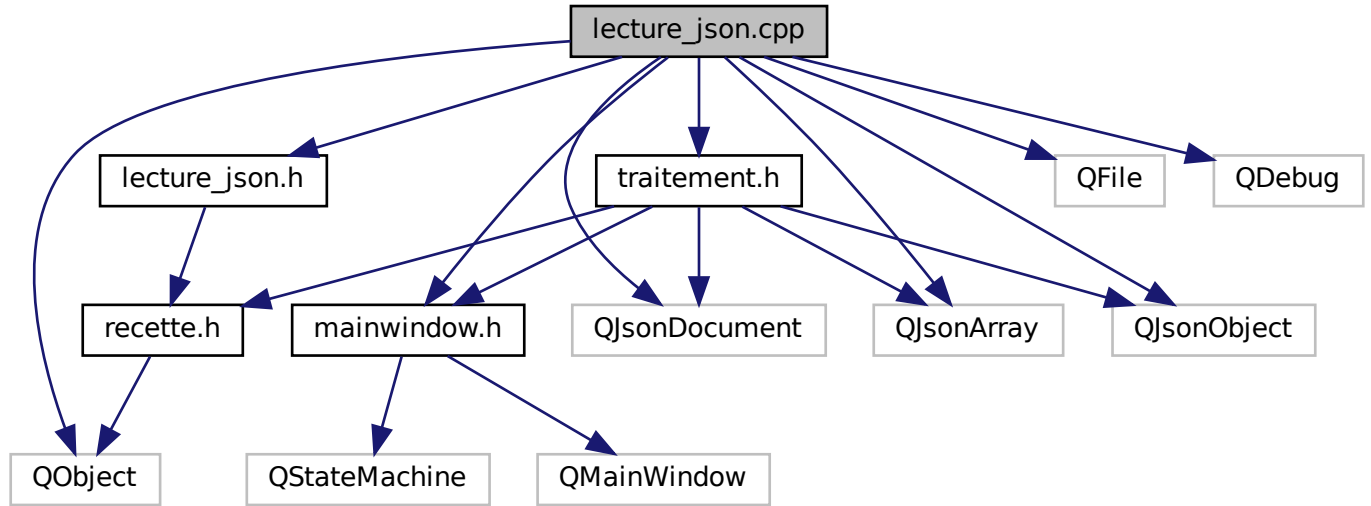 lecture_json.cpp
lecture_json.h
traitement.h
QFile
QDebug
recette.h
mainwindow.h
QJsonDocument
QJsonArray
QJsonObject
QObject
QStateMachine
QMainWindow